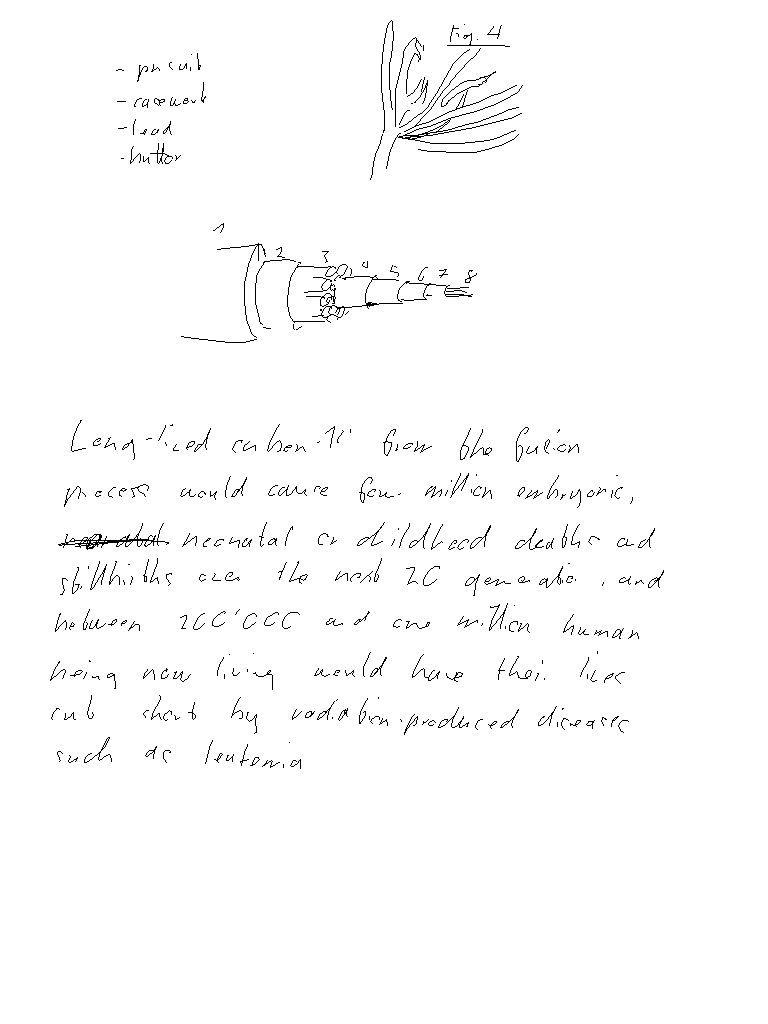 Fig. 4
- pursuit
- casework
- lead
- button
1
2
3
4
5
6
7
8
Long-lived carbon-14 from the fusion
process would cause four million embryonic,
neonatal or childhood deaths and
stillbirths over the next 20 generation, and
between 200'000 and one million human
being now living would have their lives
cut short by radiation-produced diseases
such as leukemia